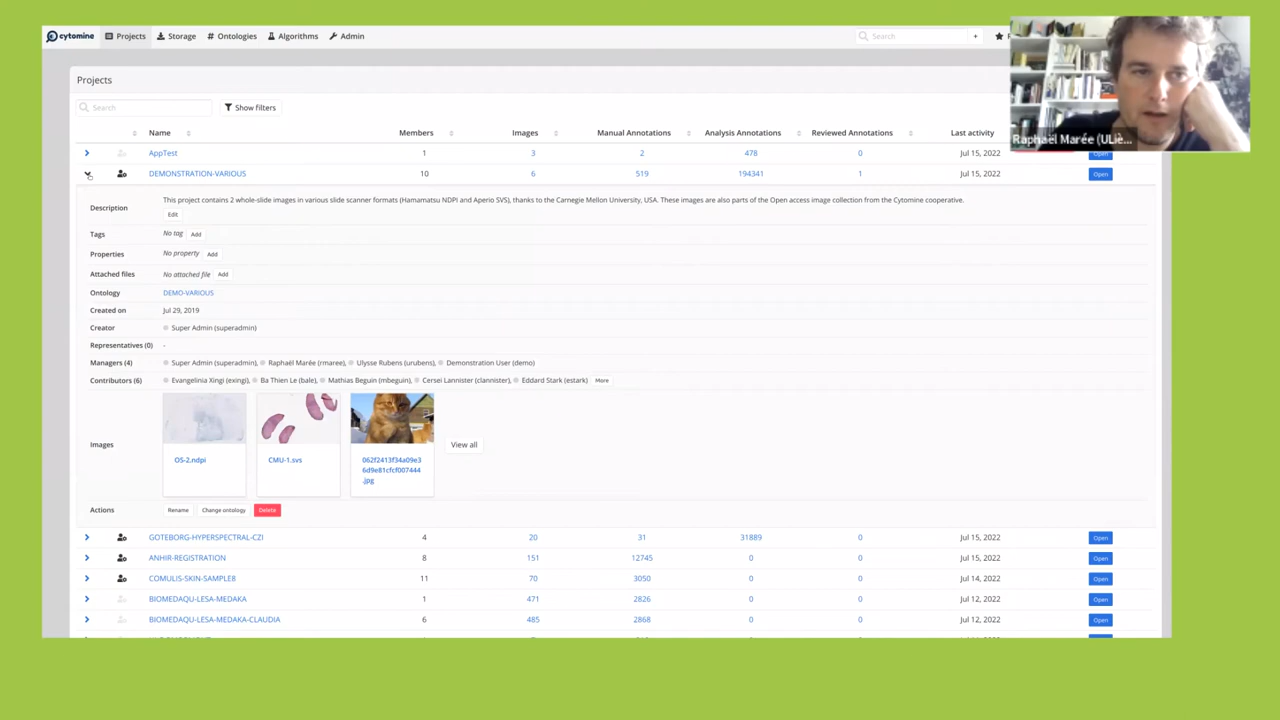 cytomine Projects Storage Ontologies Algorithms Admin Search +
Projects
Search Show filters
Name Members Images Manual Annotations Analysis Annotations Reviewed Annotations Last activity
Raphaël Marée (ULiè...
AppTest 1 3 2 478 0 Jul 15, 2022 Open
DEMONSTRATION-VARIOUS 10 6 519 194341 1 Jul 15, 2022 Open
Description This project contains 2 whole-slide images in various slide scanner formats (Hamamatsu NDPI and Aperio SVS), thanks to the Carnegie Mellon University, USA. These images are also parts of the Open access image collection from the Cytomine cooperative.
Edit
Tags No tag Add
Properties No property Add
Attached files No attached file Add
Ontology DEMO-VARIOUS
Created on Jul 29, 2019
Creator Super Admin (superadmin)
Representatives (0) -
Managers (4) Super Admin (superadmin), Raphaël Marée (rmaree), Ulysse Rubens (urubens), Demonstration User (demo)
Contributors (6) Evangelinia Xingi (exingi), Ba Thien Le (bale), Mathias Beguin (mbeguin), Cersei Lannister (clannister), Eddard Stark (estark) More
Images View all
OS-2.ndpi CMU-1.svs 062f2413f34a09e3
6d9e81cfcf007444
.jpg
Actions Rename Change ontology Delete
GOTEBORG-HYPERSPECTRAL-CZI 4 20 31 31889 0 Jul 15, 2022 Open
ANHIR-REGISTRATION 8 151 12745 0 0 Jul 15, 2022 Open
COMULIS-SKIN-SAMPLE8 11 70 3050 0 0 Jul 14, 2022 Open
BIOMEDAQU-LESA-MEDAKA 1 471 2826 0 0 Jul 12, 2022 Open
BIOMEDAQU-LESA-MEDAKA-CLAUDIA 6 485 2868 0 0 Jul 12, 2022 Open